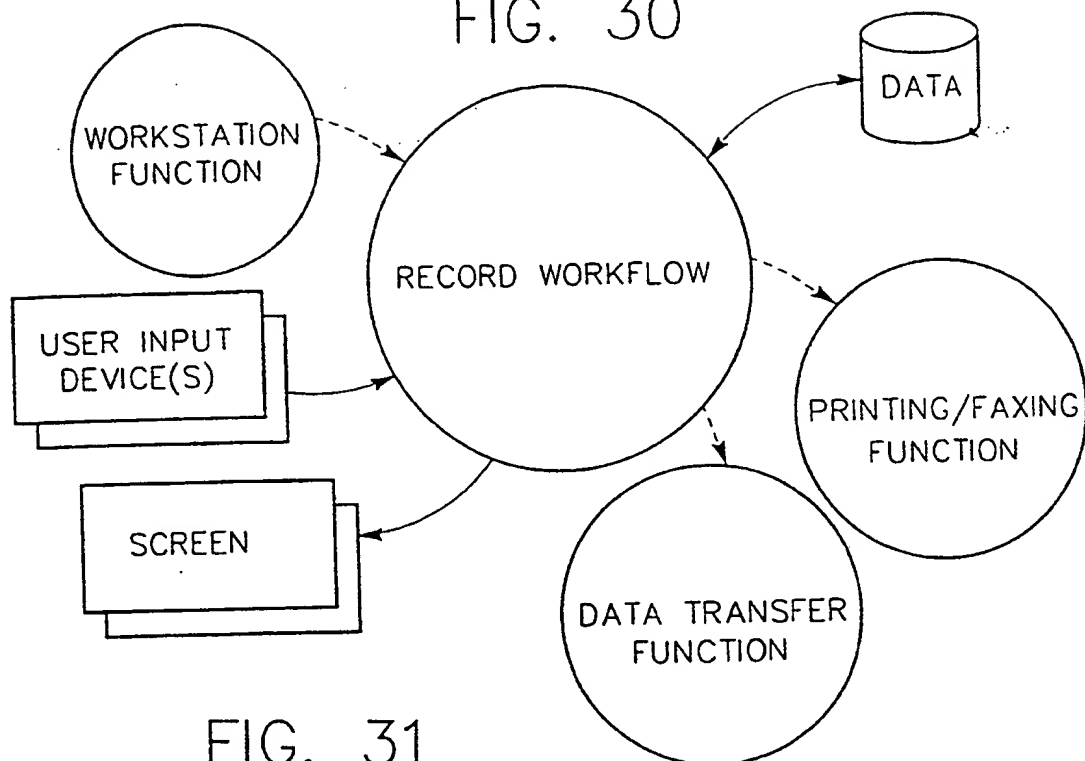 FIG. 30
DATA
WORKSTATION
FUNCTION
RECORD WORKFLOW
USER INPUT
DEVICE(S)
PRINTING/FAXING
FUNCTION
SCREEN
DATA TRANSFER
FUNCTION
FIG. 31